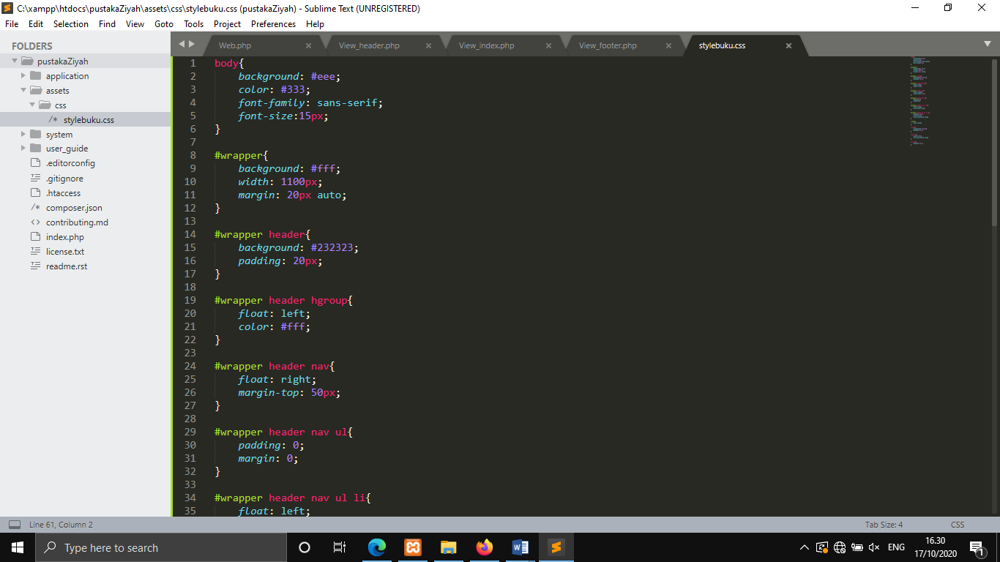 C:\xampp\htdocs\pustakaZiyah\assets\css\stylebuku.css (pustakaZiyah) - Sublime Text (UNREGISTERED)
File Edit Selection Find View Goto Tools Project Preferences Help
FOLDERS
pustakaZiyah
application
assets
css
/* stylebuku.css
system
user_guide
.editorconfig
.gitignore
.htaccess
/* composer.json
<> contributing.md
index.php
license.txt
readme.rst
Web.php View_header.php View_index.php View_footer.php stylebuku.css
1 body{
2 background: #eee;
3 color: #333;
4 font-family: sans-serif;
5 font-size:15px;
6 }
7
8 #wrapper{
9 background: #fff;
10 width: 1100px;
11 margin: 20px auto;
12 }
13
14 #wrapper header{
15 background: #232323;
16 padding: 20px;
17 }
18
19 #wrapper header hgroup{
20 float: left;
21 color: #fff;
22 }
23
24 #wrapper header nav{
25 float: right;
26 margin-top: 50px;
27 }
28
29 #wrapper header nav ul{
30 padding: 0;
31 margin: 0;
32 }
33
34 #wrapper header nav ul li{
35 float: left;
Line 61, Column 2 Tab Size: 4 CSS
Type here to search
ENG
16.30
17/10/2020
1